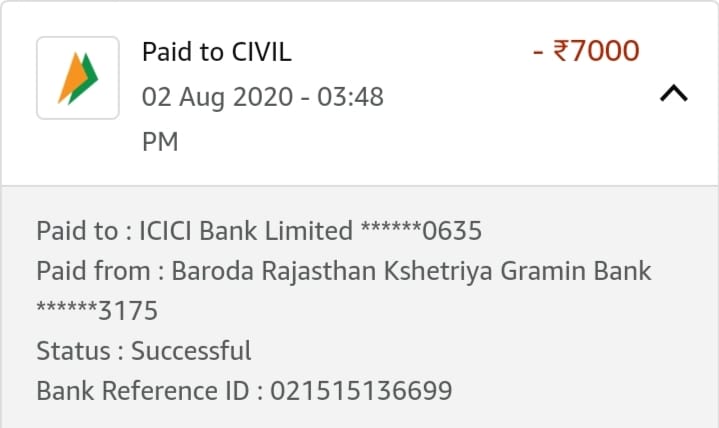 Paid to CIVIL
- ₹7000
02 Aug 2020 - 03:48
PM
Paid to : ICICI Bank Limited ******0635
Paid from : Baroda Rajasthan Kshetriya Gramin Bank
******3175
Status : Successful
Bank Reference ID : 021515136699